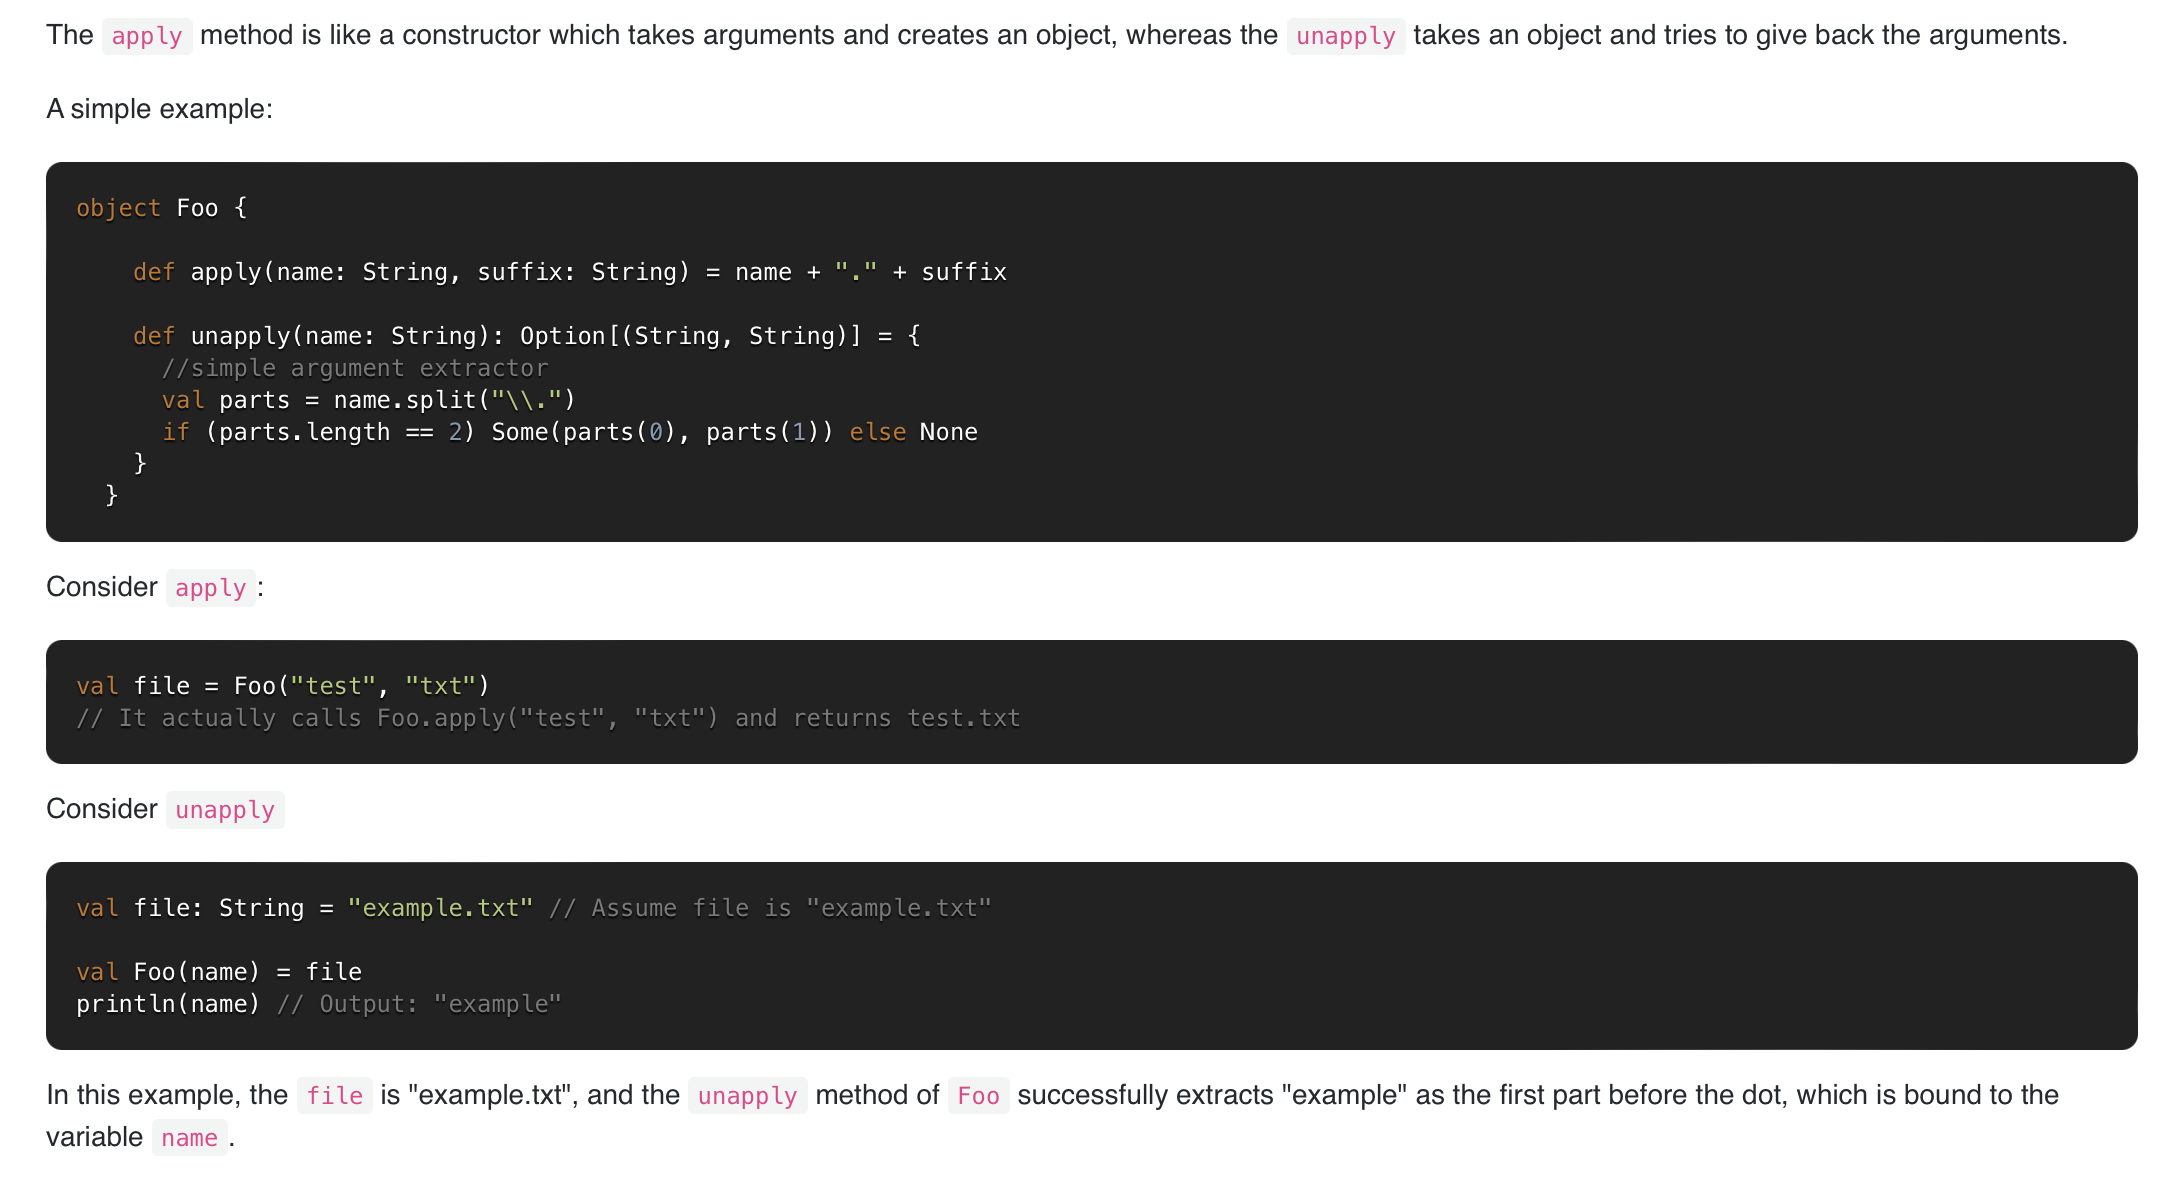 The apply method is like a constructor which takes arguments and creates an object, whereas the unapply takes an object and tries to give back the arguments.
A simple example:
object Foo {
    def apply(name: String, suffix: String) = name + "." + suffix
    def unapply(name: String): Option[(String, String)] = {
      //simple argument extractor
      val parts = name.split("\\.")
      if (parts.length == 2) Some(parts(0), parts(1)) else None
    }
  }
Consider apply:
val file = Foo("test", "txt")
// It actually calls Foo.apply("test", "txt") and returns test.txt
Consider unapply
val file: String = "example.txt" // Assume file is "example.txt"
val Foo(name) = file
println(name) // Output: "example"
In this example, the file is "example.txt", and the unapply method of Foo successfully extracts "example" as the first part before the dot, which is bound to the
variable name.